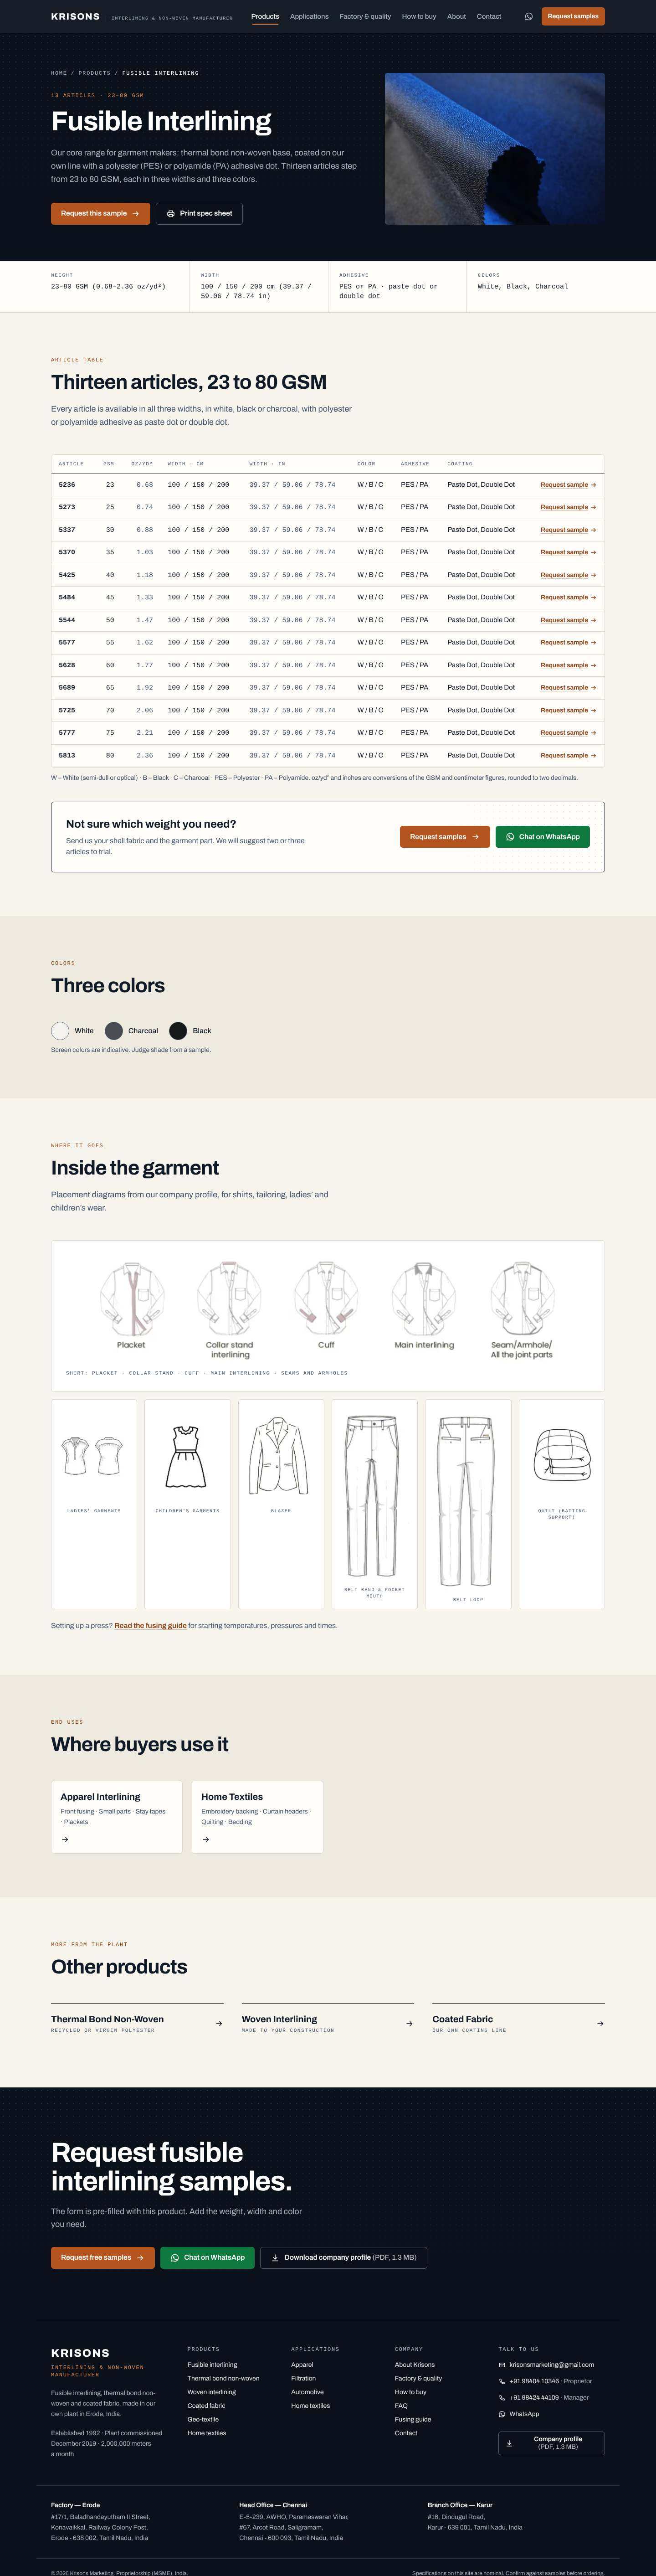 KRISONS
INTERLINING & NON-WOVEN MANUFACTURER
Products
Applications
Factory & quality
How to buy
About
Contact
Request samples
HOME / PRODUCTS / FUSIBLE INTERLINING
13 ARTICLES · 23–80 GSM
Fusible Interlining
Our core range for garment makers: thermal bond non-woven base, coated on our
own line with a polyester (PES) or polyamide (PA) adhesive dot. Thirteen articles step
from 23 to 80 GSM, each in three widths and three colors.
Request this sample →
Print spec sheet
WEIGHT
23–80 GSM (0.68–2.36 oz/yd²)
WIDTH
100 / 150 / 200 cm (39.37 /
59.06 / 78.74 in)
ADHESIVE
PES or PA · paste dot or
double dot
COLORS
White, Black, Charcoal
ARTICLE TABLE
Thirteen articles, 23 to 80 GSM
Every article is available in all three widths, in white, black or charcoal, with polyester
or polyamide adhesive as paste dot or double dot.
ARTICLE GSM OZ/YD² WIDTH · CM WIDTH · IN COLOR ADHESIVE COATING
5236 23 0.68 100 / 150 / 200 39.37 / 59.06 / 78.74 W / B / C PES / PA Paste Dot, Double Dot Request sample →
5273 25 0.74 100 / 150 / 200 39.37 / 59.06 / 78.74 W / B / C PES / PA Paste Dot, Double Dot Request sample →
5337 30 0.88 100 / 150 / 200 39.37 / 59.06 / 78.74 W / B / C PES / PA Paste Dot, Double Dot Request sample →
5370 35 1.03 100 / 150 / 200 39.37 / 59.06 / 78.74 W / B / C PES / PA Paste Dot, Double Dot Request sample →
5425 40 1.18 100 / 150 / 200 39.37 / 59.06 / 78.74 W / B / C PES / PA Paste Dot, Double Dot Request sample →
5484 45 1.33 100 / 150 / 200 39.37 / 59.06 / 78.74 W / B / C PES / PA Paste Dot, Double Dot Request sample →
5544 50 1.47 100 / 150 / 200 39.37 / 59.06 / 78.74 W / B / C PES / PA Paste Dot, Double Dot Request sample →
5577 55 1.62 100 / 150 / 200 39.37 / 59.06 / 78.74 W / B / C PES / PA Paste Dot, Double Dot Request sample →
5628 60 1.77 100 / 150 / 200 39.37 / 59.06 / 78.74 W / B / C PES / PA Paste Dot, Double Dot Request sample →
5689 65 1.92 100 / 150 / 200 39.37 / 59.06 / 78.74 W / B / C PES / PA Paste Dot, Double Dot Request sample →
5725 70 2.06 100 / 150 / 200 39.37 / 59.06 / 78.74 W / B / C PES / PA Paste Dot, Double Dot Request sample →
5777 75 2.21 100 / 150 / 200 39.37 / 59.06 / 78.74 W / B / C PES / PA Paste Dot, Double Dot Request sample →
5813 80 2.36 100 / 150 / 200 39.37 / 59.06 / 78.74 W / B / C PES / PA Paste Dot, Double Dot Request sample →
W – White (semi-dull or optical) · B – Black · C – Charcoal · PES – Polyester · PA – Polyamide. oz/yd² and inches are conversions of the GSM and centimeter figures, rounded to two decimals.
Not sure which weight you need?
Send us your shell fabric and the garment part. We will suggest two or three
articles to trial.
Request samples →
Chat on WhatsApp
COLORS
Three colors
White
Charcoal
Black
Screen colors are indicative. Judge shade from a sample.
WHERE IT GOES
Inside the garment
Placement diagrams from our company profile, for shirts, tailoring, ladies' and
children's wear.
Placket
Collar stand
interlining
Cuff
Main interlining
Seam/Armhole/
All the joint parts
SHIRT: PLACKET · COLLAR STAND · CUFF · MAIN INTERLINING · SEAMS AND ARMHOLES
LADIES' GARMENTS
CHILDREN'S GARMENTS
BLAZER
BELT BAND & POCKET
MOUTH
BELT LOOP
QUILT (BATTING
SUPPORT)
Setting up a press? Read the fusing guide for starting temperatures, pressures and times.
END USES
Where buyers use it
Apparel Interlining
Front fusing · Small parts · Stay tapes
· Plackets
→
Home Textiles
Embroidery backing · Curtain headers ·
Quilting · Bedding
→
MORE FROM THE PLANT
Other products
Thermal Bond Non-Woven →
RECYCLED OR VIRGIN POLYESTER
Woven Interlining →
MADE TO YOUR CONSTRUCTION
Coated Fabric →
OUR OWN COATING LINE
Request fusible
interlining samples.
The form is pre-filled with this product. Add the weight, width and color
you need.
Request free samples →
Chat on WhatsApp
Download company profile (PDF, 1.3 MB)
KRISONS
INTERLINING & NON-WOVEN
MANUFACTURER
Fusible interlining, thermal bond non-
woven and coated fabric, made in our
own plant in Erode, India.
Established 1992 · Plant commissioned
December 2019 · 2,000,000 meters
a month
PRODUCTS
Fusible interlining
Thermal bond non-woven
Woven interlining
Coated fabric
Geo-textile
Home textiles
APPLICATIONS
Apparel
Filtration
Automotive
Home textiles
COMPANY
About Krisons
Factory & quality
How to buy
FAQ
Fusing guide
Contact
TALK TO US
krisonsmarketing@gmail.com
+91 98404 10346 · Proprietor
+91 98424 44109 · Manager
WhatsApp
Company profile
(PDF, 1.3 MB)
Factory — Erode
#17/1, Baladhandayutham II Street,
Konavaikkal, Railway Colony Post,
Erode - 638 002, Tamil Nadu, India
Head Office — Chennai
E-5-239, AWHO, Parameswaran Vihar,
#67, Arcot Road, Saligramam,
Chennai - 600 093, Tamil Nadu, India
Branch Office — Karur
#16, Dindugul Road,
Karur - 639 001, Tamil Nadu, India
© 2026 Krisons Marketing. Proprietorship (MSME), India.
Specifications on this site are nominal. Confirm against samples before ordering.